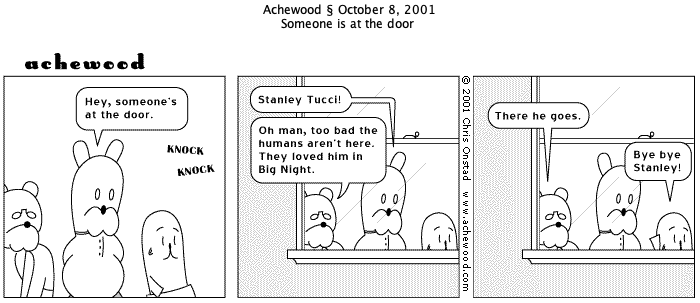 Achewood § October 8, 2001
Someone is at the door
achewood
Hey, someone's
at the door.
KNOCK
KNOCK
Stanley Tucci!
Oh man, too bad the
humans aren't here.
They loved him in
Big Night.
© 2001 Chris Onstad www.achewood.com
There he goes.
Bye bye
Stanley!